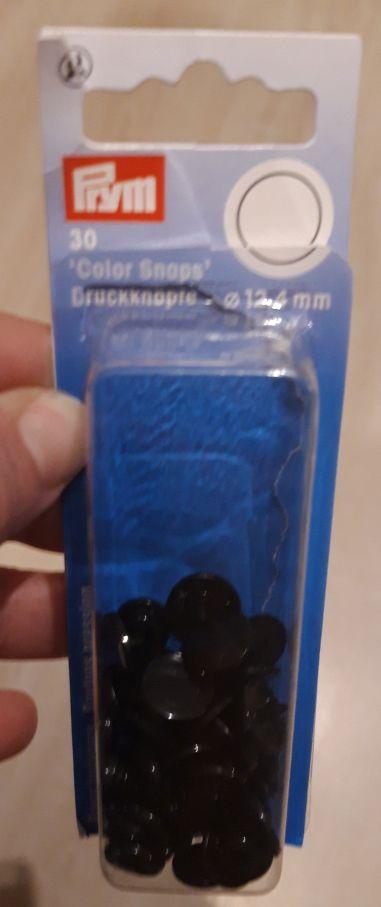 Prym
30
'Color Snaps'
Druckknöpfe ø 12,4 mm